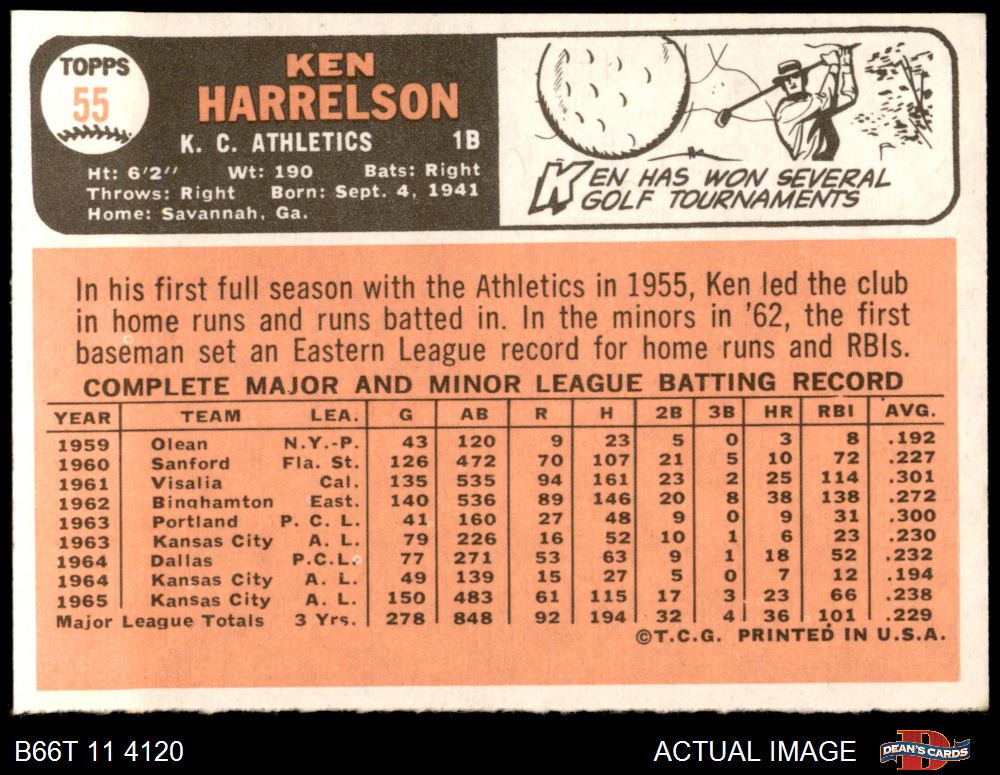 TOPPS
55
KEN
HARRELSON
K. C. ATHLETICS 1B
Ht: 6'2" Wt: 190 Bats: Right
Throws: Right Born: Sept. 4, 1941
Home: Savannah, Ga.
KEN HAS WON SEVERAL
GOLF TOURNAMENTS
In his first full season with the Athletics in 1955, Ken led the club
in home runs and runs batted in. In the minors in '62, the first
baseman set an Eastern League record for home runs and RBIs.
COMPLETE MAJOR AND MINOR LEAGUE BATTING RECORD
YEAR TEAM LEA. G AB R H 2B 3B HR RBI AVG.
1959 Olean N.Y.-P. 43 120 9 23 5 0 3 8 .192
1960 Sanford Fla. St. 126 472 70 107 21 5 10 72 .227
1961 Visalia Cal. 135 535 94 161 23 2 25 114 .301
1962 Binghamton East. 140 536 89 146 20 8 38 138 .272
1963 Portland P. C. L. 41 160 27 48 9 0 9 31 .300
1963 Kansas City A. L. 79 226 16 52 10 1 6 23 .230
1964 Dallas P.C.L. 77 271 53 63 9 1 18 52 .232
1964 Kansas City A. L. 49 139 15 27 5 0 7 12 .194
1965 Kansas City A. L. 150 483 61 115 17 3 23 66 .238
Major League Totals 3 Yrs. 278 848 92 194 32 4 36 101 .229
©T.C.G. PRINTED IN U.S.A.
B66T 11 4120 ACTUAL IMAGE DEAN'S CARDS